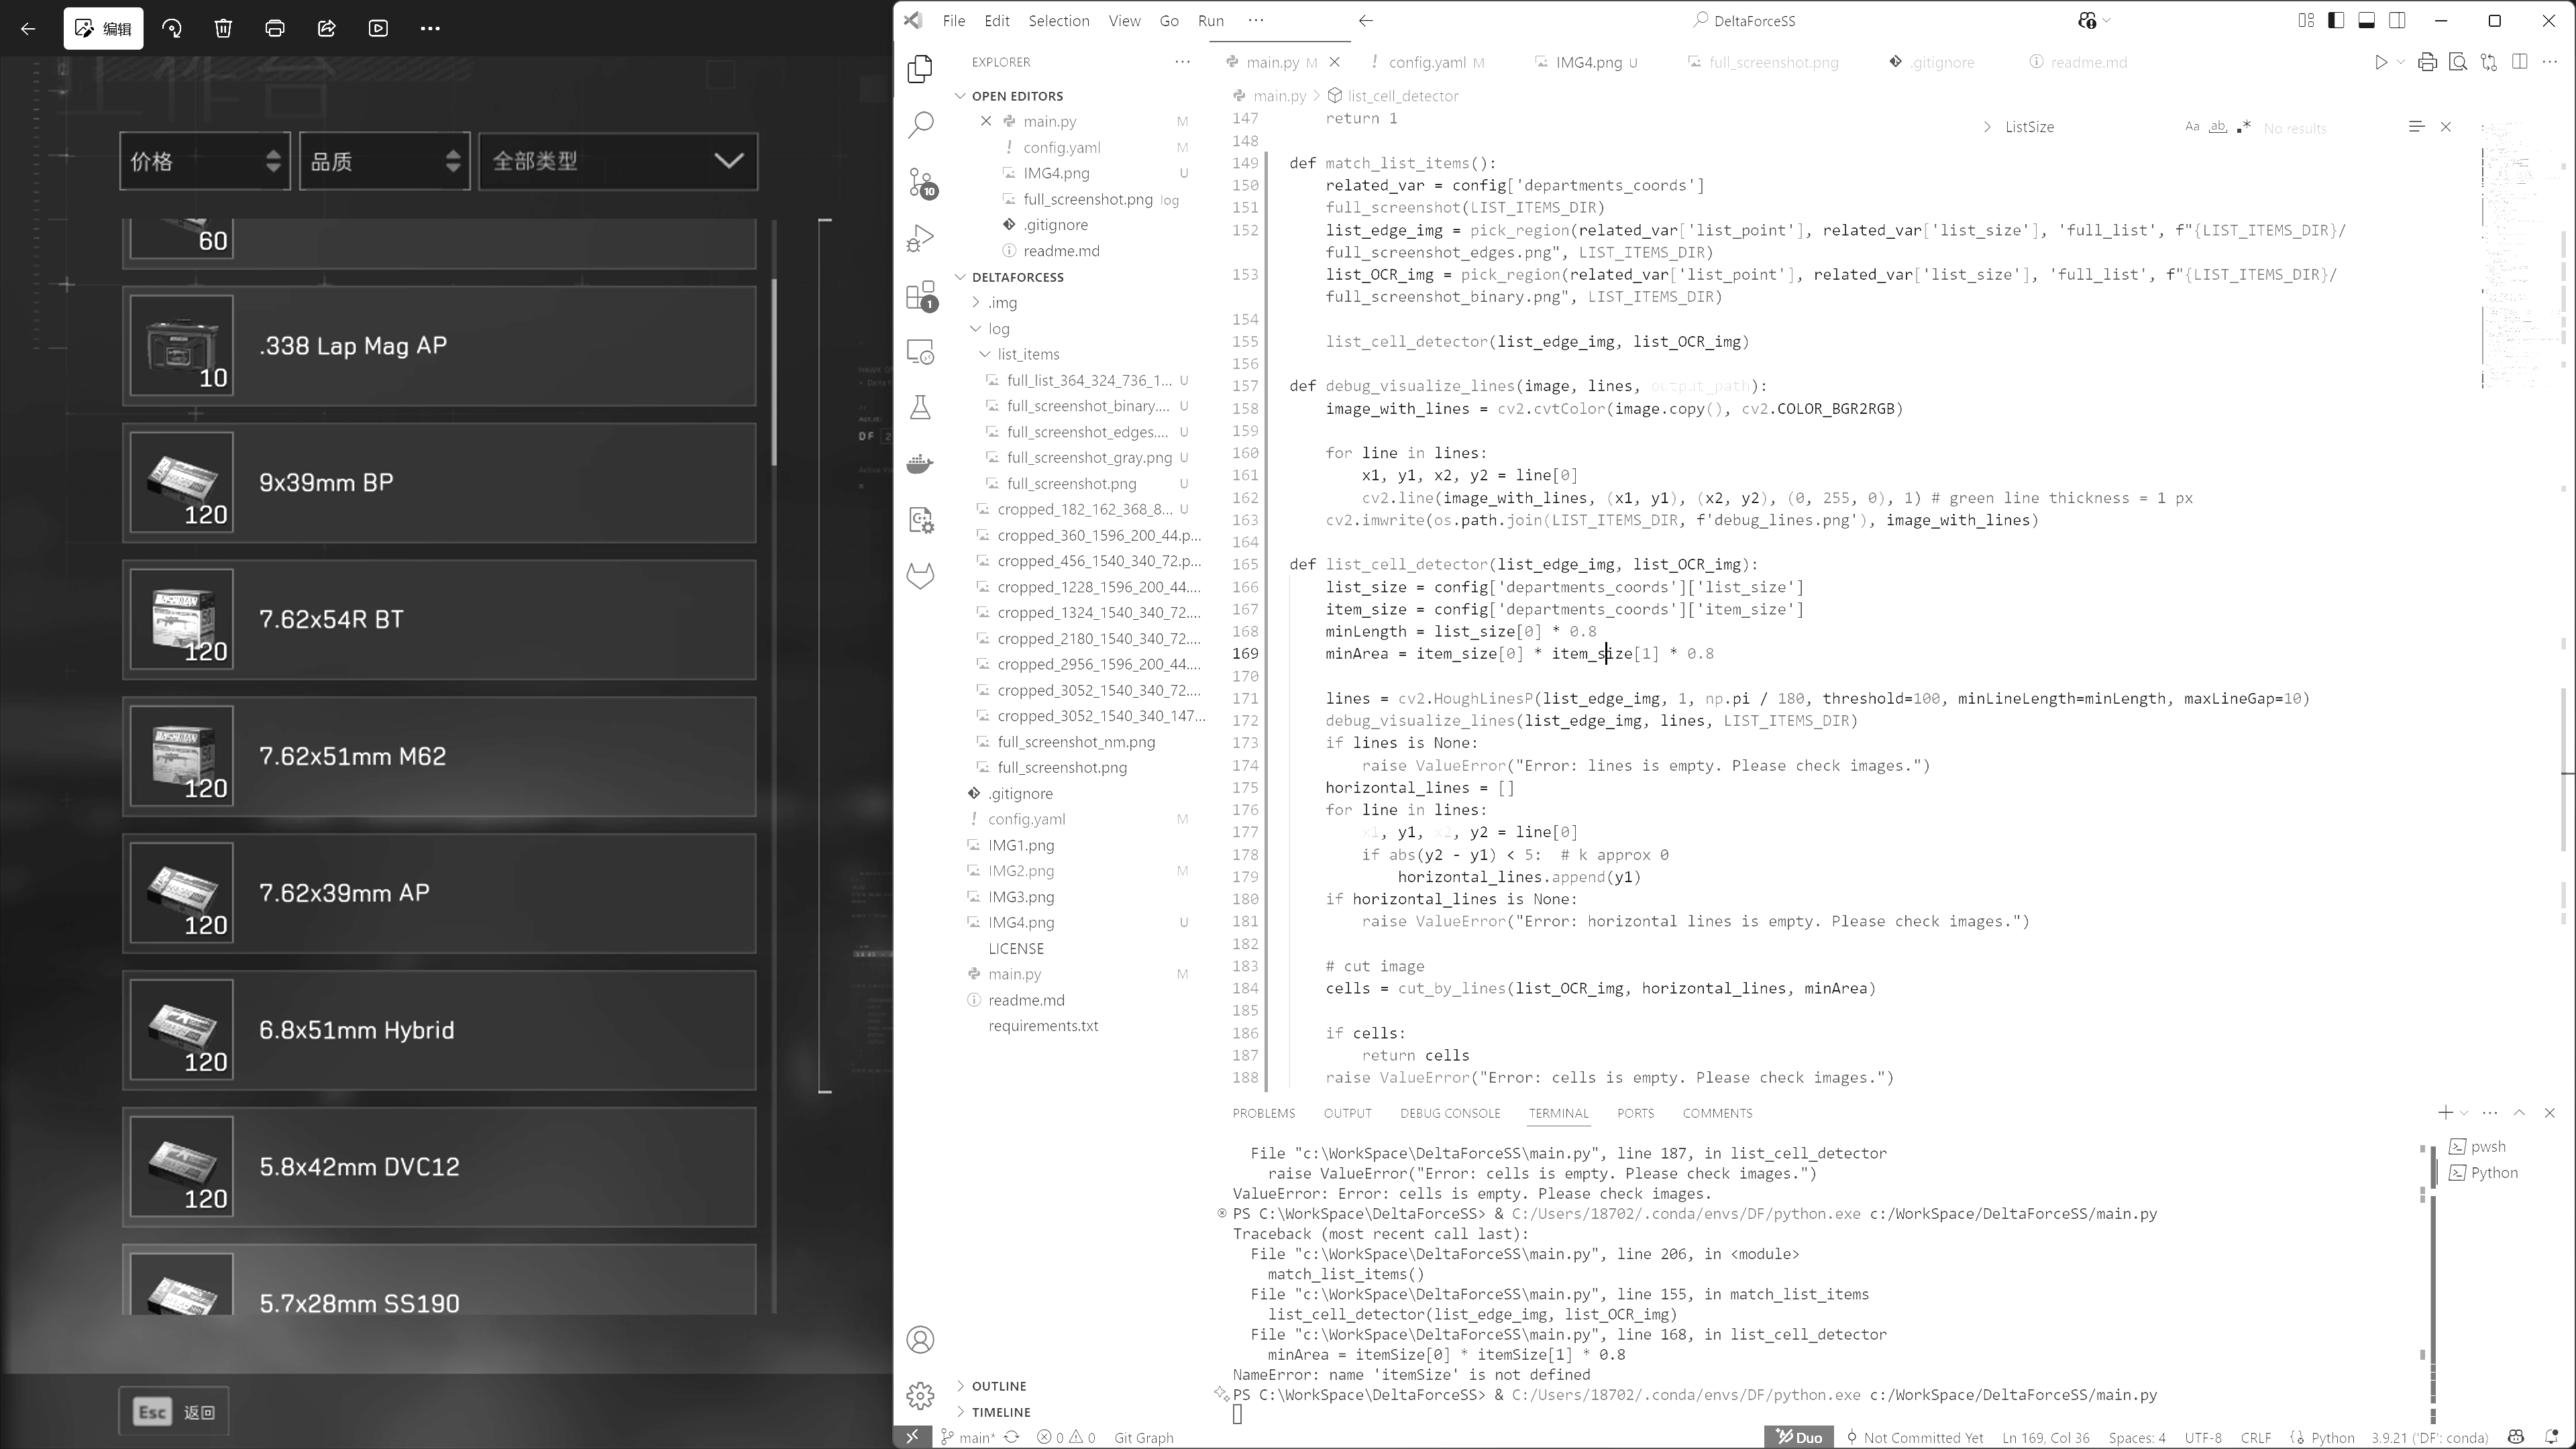 编辑
价格
品质
全部类型
60
.338 Lap Mag AP
10
9x39mm BP
120
7.62x54R BT
120
7.62x51mm M62
120
7.62x39mm AP
120
6.8x51mm Hybrid
120
5.8x42mm DVC12
120
5.7x28mm SS190
Esc 返回
File Edit Selection View Go Run ···
DeltaForceSS
EXPLORER
OPEN EDITORS
main.py M
config.yaml M
IMG4.png U
full_screenshot.png log
.gitignore
readme.md
DELTAFORCESS
.img
log
list_items
full_list_364_324_736_1... U
full_screenshot_binary.... U
full_screenshot_edges.... U
full_screenshot_gray.png U
full_screenshot.png U
cropped_182_162_368_8... U
cropped_360_1596_200_44.p...
cropped_456_1540_340_72.p...
cropped_1228_1596_200_44....
cropped_1324_1540_340_72....
cropped_2180_1540_340_72....
cropped_2956_1596_200_44....
cropped_3052_1540_340_72....
cropped_3052_1540_340_147...
full_screenshot_nm.png
full_screenshot.png
.gitignore
config.yaml M
IMG1.png
IMG2.png M
IMG3.png
IMG4.png U
LICENSE
main.py M
readme.md
requirements.txt
OUTLINE
TIMELINE
10
1
main.py M config.yaml M IMG4.png U full_screenshot.png .gitignore readme.md
main.py > list_cell_detector
ListSize Aa ab .* No results
147 return 1
148
149 def match_list_items():
150 related_var = config['departments_coords']
151 full_screenshot(LIST_ITEMS_DIR)
152 list_edge_img = pick_region(related_var['list_point'], related_var['list_size'], 'full_list', f"{LIST_ITEMS_DIR}/
full_screenshot_edges.png", LIST_ITEMS_DIR)
153 list_OCR_img = pick_region(related_var['list_point'], related_var['list_size'], 'full_list', f"{LIST_ITEMS_DIR}/
full_screenshot_binary.png", LIST_ITEMS_DIR)
154
155 list_cell_detector(list_edge_img, list_OCR_img)
156
157 def debug_visualize_lines(image, lines, output_path):
158 image_with_lines = cv2.cvtColor(image.copy(), cv2.COLOR_BGR2RGB)
159
160 for line in lines:
161 x1, y1, x2, y2 = line[0]
162 cv2.line(image_with_lines, (x1, y1), (x2, y2), (0, 255, 0), 1) # green line thickness = 1 px
163 cv2.imwrite(os.path.join(LIST_ITEMS_DIR, f'debug_lines.png'), image_with_lines)
164
165 def list_cell_detector(list_edge_img, list_OCR_img):
166 list_size = config['departments_coords']['list_size']
167 item_size = config['departments_coords']['item_size']
168 minLength = list_size[0] * 0.8
169 minArea = item_size[0] * item_size[1] * 0.8
170
171 lines = cv2.HoughLinesP(list_edge_img, 1, np.pi / 180, threshold=100, minLineLength=minLength, maxLineGap=10)
172 debug_visualize_lines(list_edge_img, lines, LIST_ITEMS_DIR)
173 if lines is None:
174 raise ValueError("Error: lines is empty. Please check images.")
175 horizontal_lines = []
176 for line in lines:
177 x1, y1, x2, y2 = line[0]
178 if abs(y2 - y1) < 5: # k approx 0
179 horizontal_lines.append(y1)
180 if horizontal_lines is None:
181 raise ValueError("Error: horizontal lines is empty. Please check images.")
182
183 # cut image
184 cells = cut_by_lines(list_OCR_img, horizontal_lines, minArea)
185
186 if cells:
187 return cells
188 raise ValueError("Error: cells is empty. Please check images.")
PROBLEMS OUTPUT DEBUG CONSOLE TERMINAL PORTS COMMENTS
File "c:\WorkSpace\DeltaForceSS\main.py", line 187, in list_cell_detector
raise ValueError("Error: cells is empty. Please check images.")
ValueError: Error: cells is empty. Please check images.
PS C:\WorkSpace\DeltaForceSS> & C:/Users/18702/.conda/envs/DF/python.exe c:/WorkSpace/DeltaForceSS/main.py
Traceback (most recent call last):
File "c:\WorkSpace\DeltaForceSS\main.py", line 206, in <module>
match_list_items()
File "c:\WorkSpace\DeltaForceSS\main.py", line 155, in match_list_items
list_cell_detector(list_edge_img, list_OCR_img)
File "c:\WorkSpace\DeltaForceSS\main.py", line 168, in list_cell_detector
minArea = itemSize[0] * itemSize[1] * 0.8
NameError: name 'itemSize' is not defined
PS C:\WorkSpace\DeltaForceSS> & C:/Users/18702/.conda/envs/DF/python.exe c:/WorkSpace/DeltaForceSS/main.py
pwsh
Python
main* 0 0 Git Graph
Duo Not Committed Yet Ln 169, Col 36 Spaces: 4 UTF-8 CRLF Python 3.9.21 ('DF': conda)